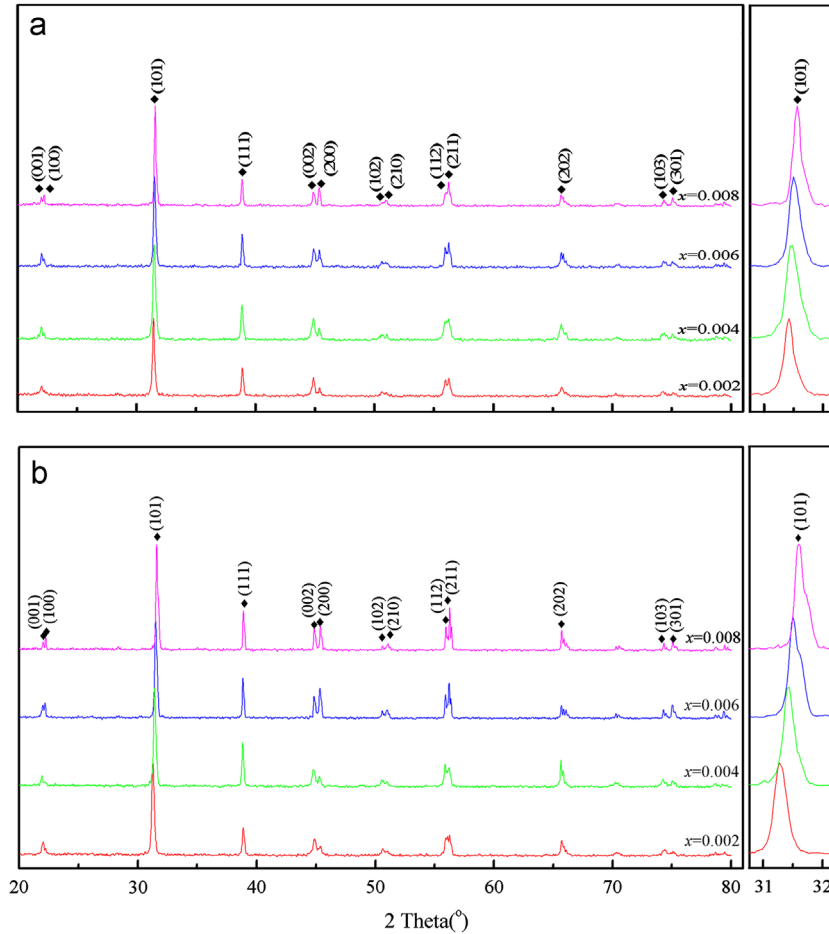 a
(001)
(100)
(101)
(111)
(002)
(200)
(102)
(210)
(112)
(211)
(202)
(103)
(301)
(101)
x=0.008
x=0.006
x=0.004
x=0.002
b
(001)
(100)
(101)
(111)
(002)
(200)
(102)
(210)
(112)
(211)
(202)
(103)
(301)
(101)
x=0.008
x=0.006
x=0.004
x=0.002
20 30 40 50 60 70 80 31 32
2 Theta(°)